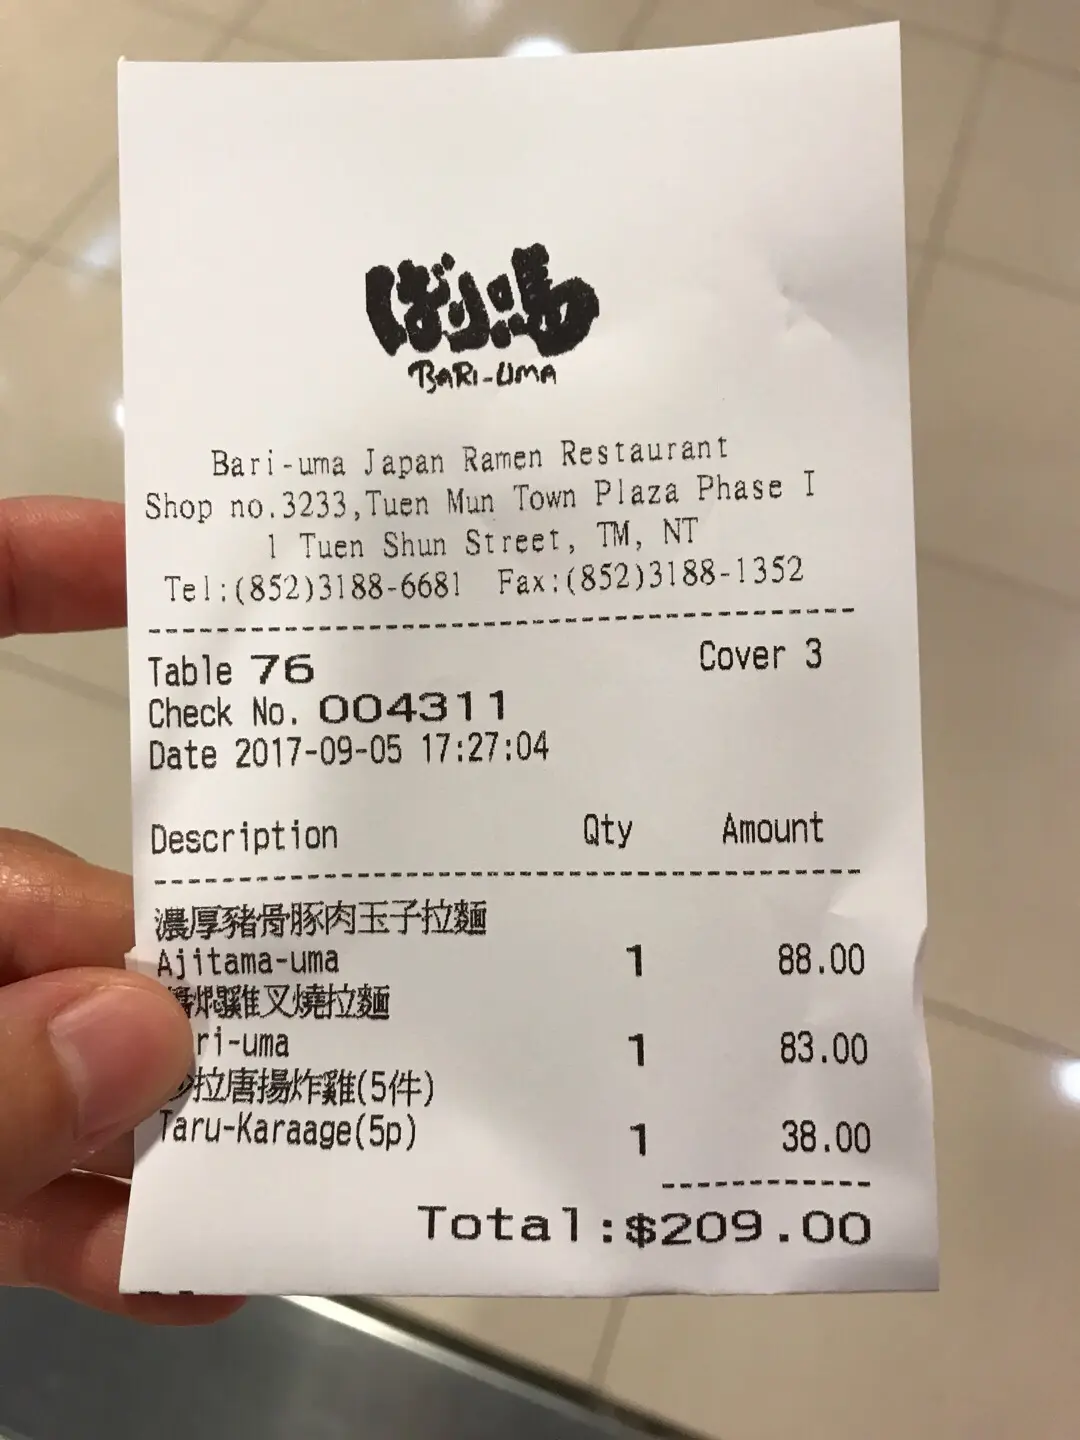 ばり馬
BARI-UMA
Bari-uma Japan Ramen Restaurant
Shop no.3233,Tuen Mun Town Plaza Phase I
1 Tuen Shun Street, TM, NT
Tel:(852)3188-6681 Fax:(852)3188-1352
Table 76 Cover 3
Check No. 004311
Date 2017-09-05 17:27:04
Description Qty Amount
濃厚豬骨豚肉玉子拉麵
Ajitama-uma 1 88.00
燜雞叉燒拉麵
ri-uma 1 83.00
拉唐揚炸雞(5件)
Taru-Karaage(5p) 1 38.00
Total:$209.00